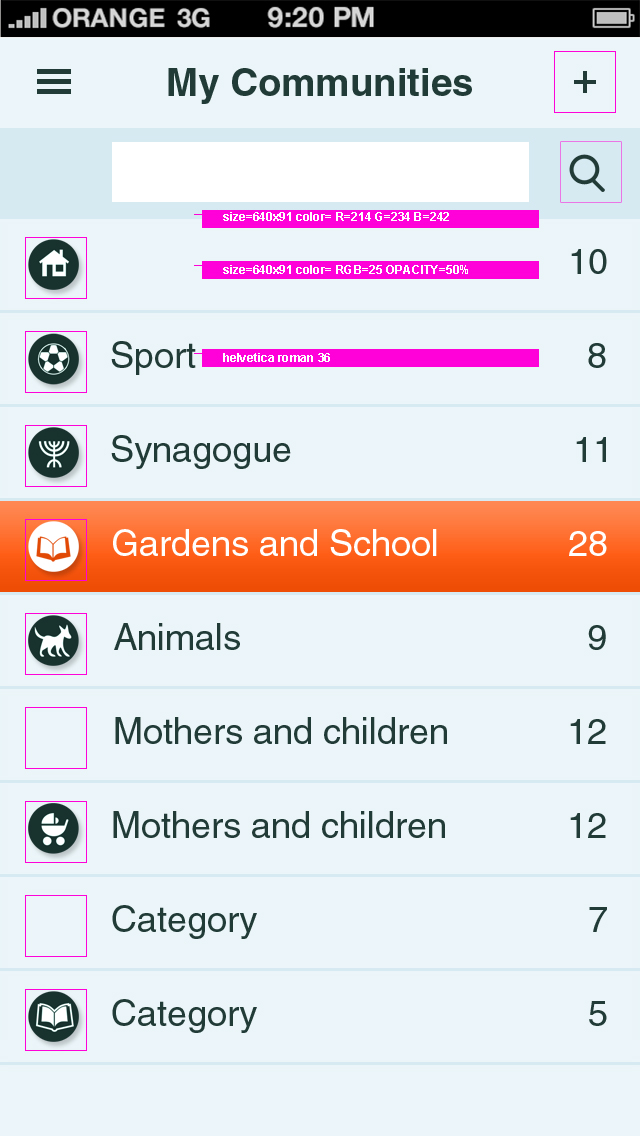 ORANGE 3G 9:20 PM
My Communities +
size=640x91 color= R=214 G=234 B=242
size=640x91 color= RGB=25 OPACITY=50%
10
Sport 8
helvetica roman 36
Synagogue 11
Gardens and School 28
Animals 9
Mothers and children 12
Mothers and children 12
Category 7
Category 5